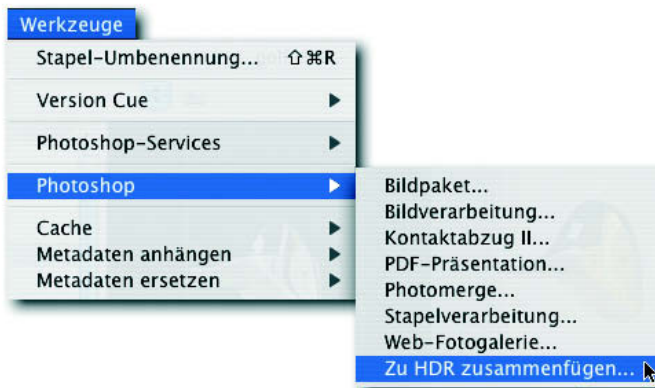 Werkzeuge
Stapel-Umbenennung... ⇧⌘R
Version Cue
Photoshop-Services
Photoshop
Cache
Metadaten anhängen
Metadaten ersetzen
Bildpaket...
Bildverarbeitung...
Kontaktabzug II...
PDF-Präsentation...
Photomerge...
Stapelverarbeitung...
Web-Fotogalerie...
Zu HDR zusammenfügen...